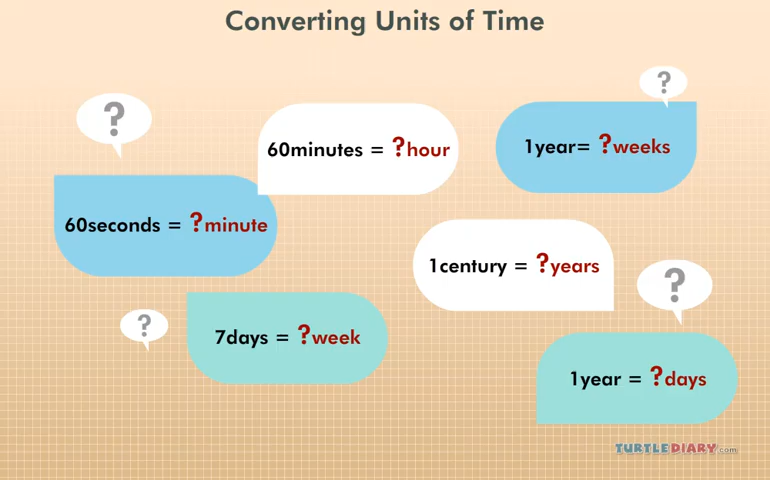 Converting Units of Time
?
?
60minutes = ?hour
1year= ?weeks
60seconds = ?minute
1century = ?years
?
?
7days = ?week
1year = ?days
TURTLEDIARY.com